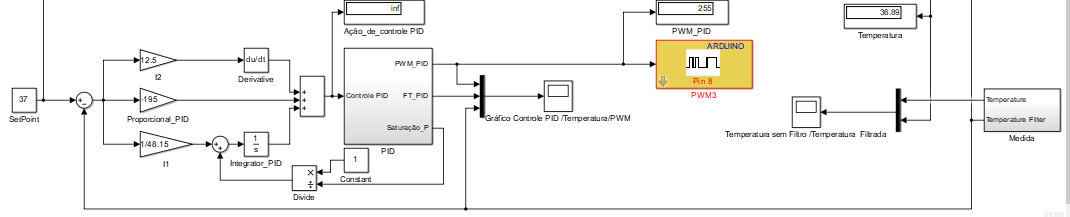 inf
Ação_de_controle PID
255
PWM_PID
36.89
Temperatura
ARDUINO
Pin 8
PWM3
12.5
I2
du/dt
Derivative
37
SetPoint
-195
Proporcional_PID
1/48.15
I1
1
s
Integrator_PID
Controle PID
PWM_PID
FT_PID
Saturação_P
PID
1
Constant
×
÷
Divide
Gráfico Controle PID /Temperatura/PWM
Temperatura sem Filtro /Temperatura Filtrada
Temperature
Temperature Filter
Medida